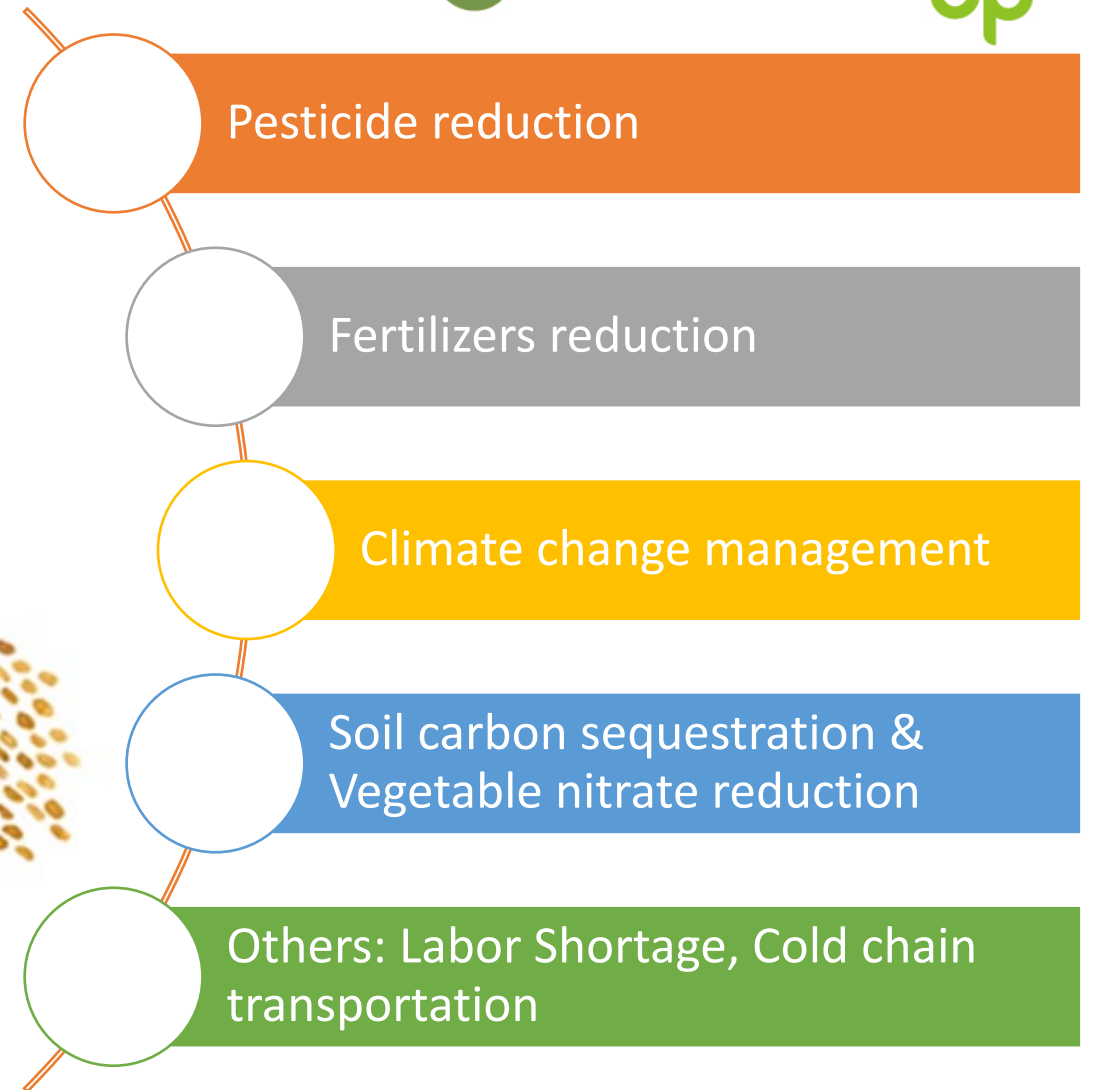 Pesticide reduction
Fertilizers reduction
Climate change management
Soil carbon sequestration &
Vegetable nitrate reduction
Others: Labor Shortage, Cold chain
transportation